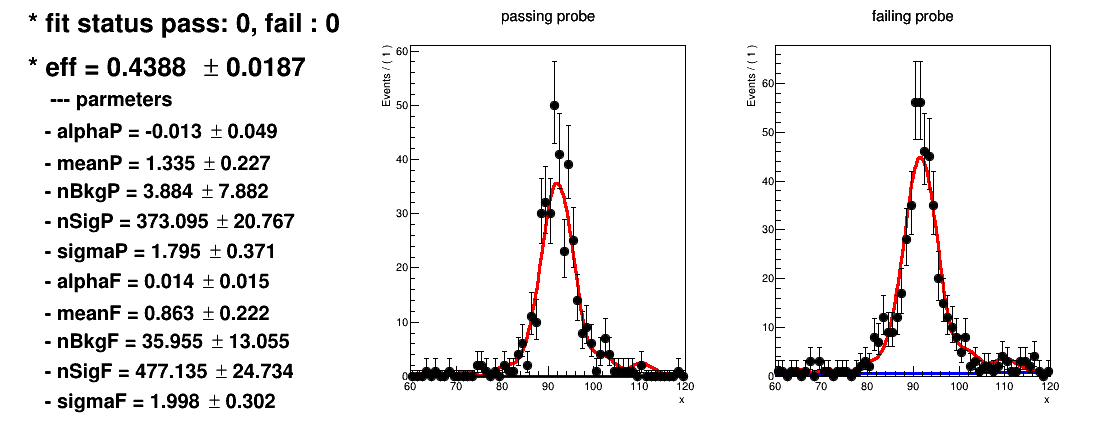 * fit status pass: 0, fail : 0
* eff = 0.4388 ± 0.0187
--- parmeters
- alphaP = -0.013 ± 0.049
- meanP = 1.335 ± 0.227
- nBkgP = 3.884 ± 7.882
- nSigP = 373.095 ± 20.767
- sigmaP = 1.795 ± 0.371
- alphaF = 0.014 ± 0.015
- meanF = 0.863 ± 0.222
- nBkgF = 35.955 ± 13.055
- nSigF = 477.135 ± 24.734
- sigmaF = 1.998 ± 0.302
passing probe
Events / ( 1 )
60
50
40
30
20
10
0
60 70 80 90 100 110 120
x
failing probe
Events / ( 1 )
60
50
40
30
20
10
0
60 70 80 90 100 110 120
x